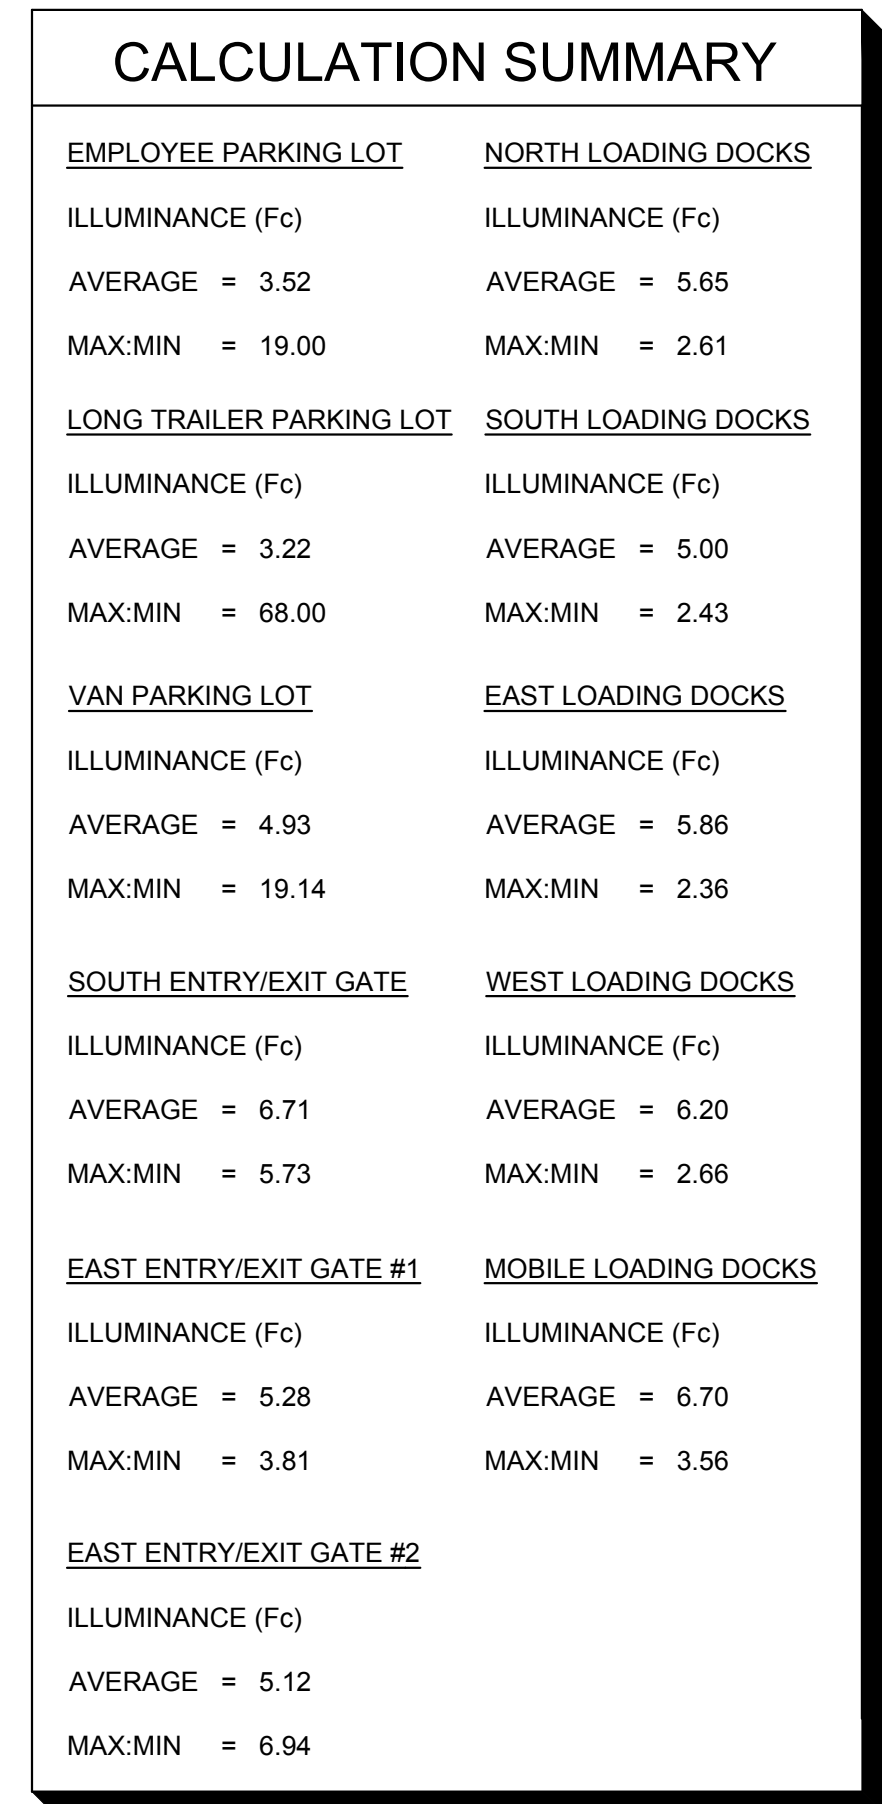 CALCULATION SUMMARY
EMPLOYEE PARKING LOT
ILLUMINANCE (Fc)
AVERAGE = 3.52
MAX:MIN = 19.00
LONG TRAILER PARKING LOT
ILLUMINANCE (Fc)
AVERAGE = 3.22
MAX:MIN = 68.00
VAN PARKING LOT
ILLUMINANCE (Fc)
AVERAGE = 4.93
MAX:MIN = 19.14
SOUTH ENTRY/EXIT GATE
ILLUMINANCE (Fc)
AVERAGE = 6.71
MAX:MIN = 5.73
EAST ENTRY/EXIT GATE #1
ILLUMINANCE (Fc)
AVERAGE = 5.28
MAX:MIN = 3.81
EAST ENTRY/EXIT GATE #2
ILLUMINANCE (Fc)
AVERAGE = 5.12
MAX:MIN = 6.94
NORTH LOADING DOCKS
ILLUMINANCE (Fc)
AVERAGE = 5.65
MAX:MIN = 2.61
SOUTH LOADING DOCKS
ILLUMINANCE (Fc)
AVERAGE = 5.00
MAX:MIN = 2.43
EAST LOADING DOCKS
ILLUMINANCE (Fc)
AVERAGE = 5.86
MAX:MIN = 2.36
WEST LOADING DOCKS
ILLUMINANCE (Fc)
AVERAGE = 6.20
MAX:MIN = 2.66
MOBILE LOADING DOCKS
ILLUMINANCE (Fc)
AVERAGE = 6.70
MAX:MIN = 3.56